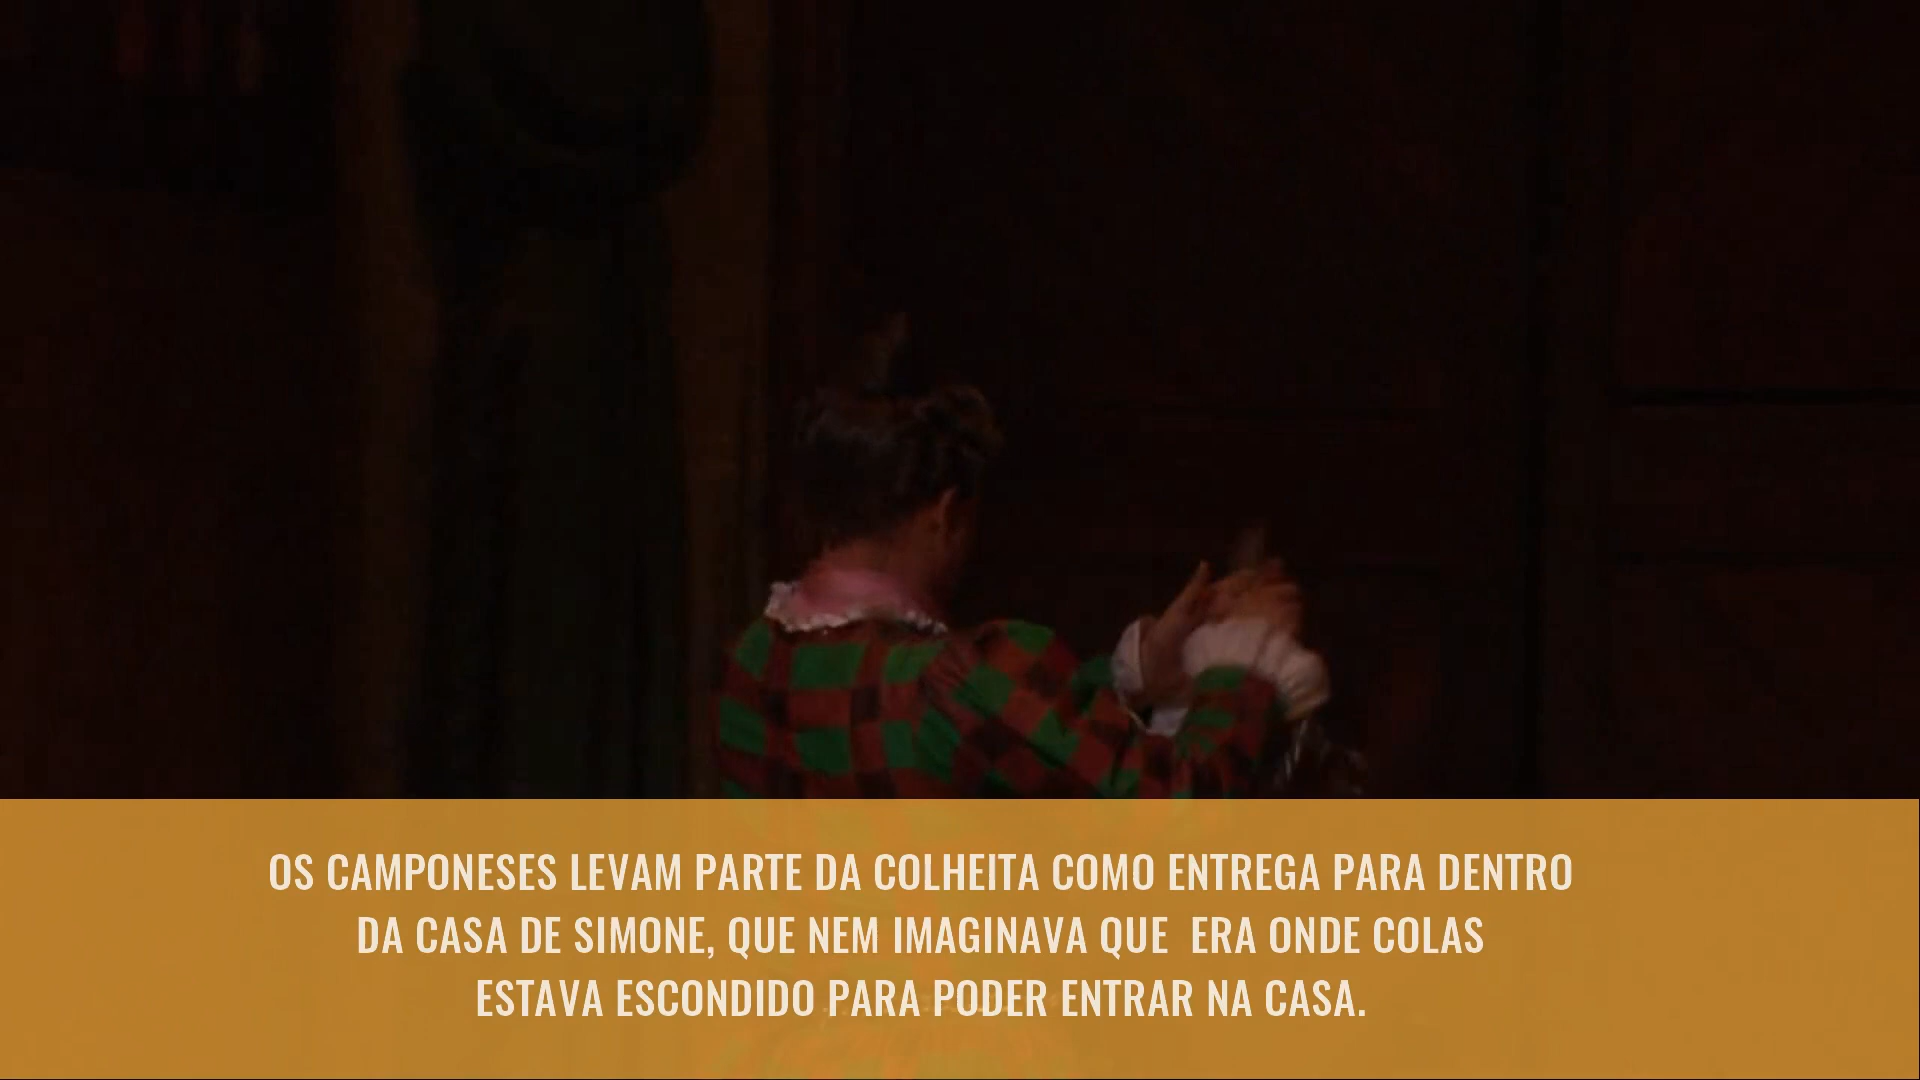 OS CAMPONESES LEVAM PARTE DA COLHEITA COMO ENTREGA PARA DENTRO
DA CASA DE SIMONE, QUE NEM IMAGINAVA QUE  ERA ONDE COLAS
ESTAVA ESCONDIDO PARA PODER ENTRAR NA CASA.